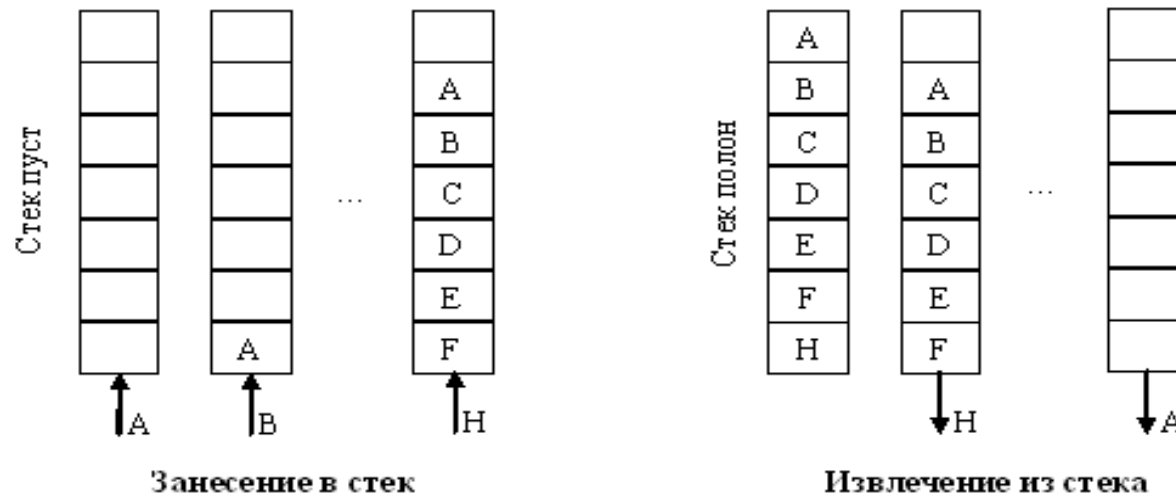 Стек пуст
A
A
B
...
A
B
C
D
E
F
H
Занесение в стек
Стек полон
A
B
C
D
E
F
H
A
B
C
D
E
F
H
...
A
Извлечение из стека